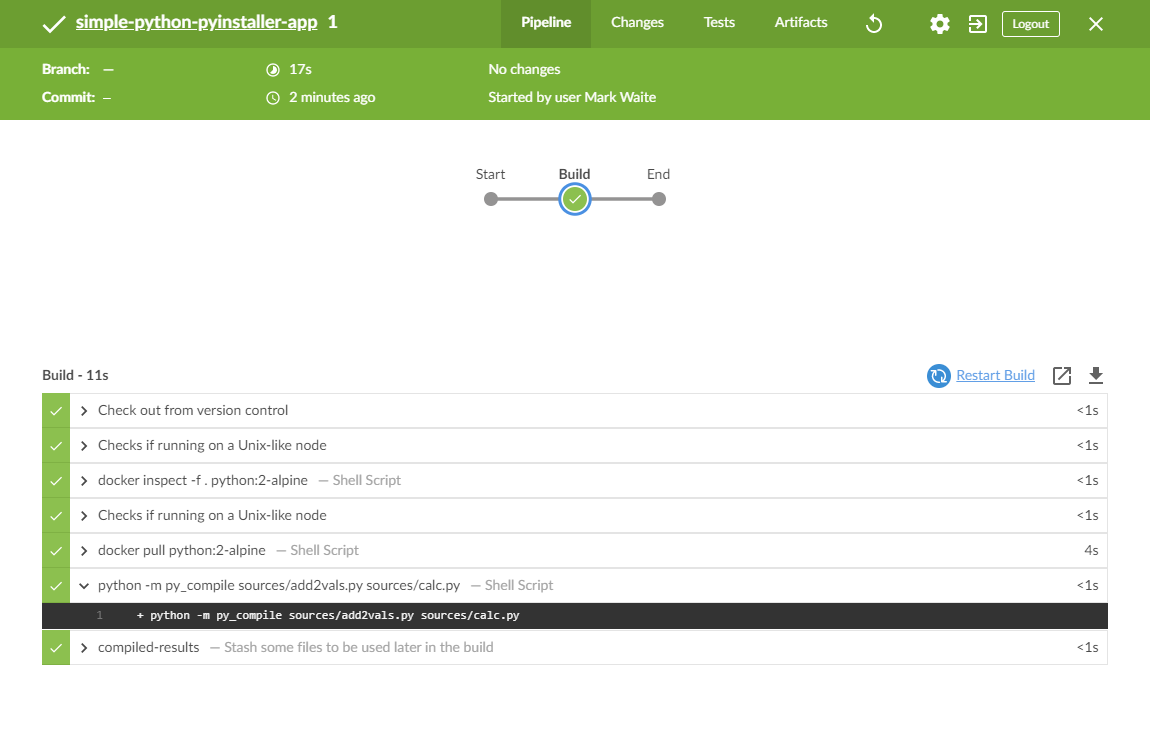 simple-python-pyinstaller-app 1 Pipeline Changes Tests Artifacts Logout
Branch: — 17s No changes
Commit: — 2 minutes ago Started by user Mark Waite
Start Build End
Build - 11s Restart Build
Check out from version control <1s
Checks if running on a Unix-like node <1s
docker inspect -f . python:2-alpine — Shell Script <1s
Checks if running on a Unix-like node <1s
docker pull python:2-alpine — Shell Script 4s
python -m py_compile sources/add2vals.py sources/calc.py — Shell Script <1s
1 + python -m py_compile sources/add2vals.py sources/calc.py
compiled-results — Stash some files to be used later in the build <1s